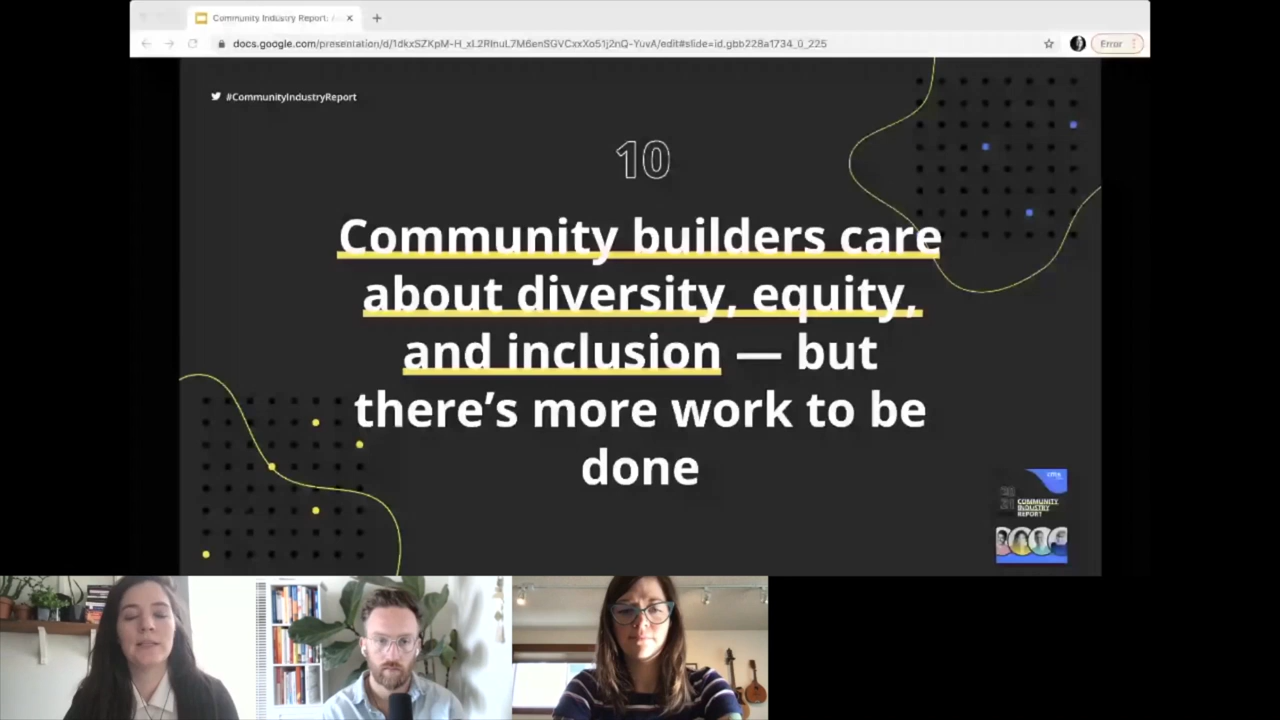 Community Industry Report:
Error
docs.google.com/presentation/d/1dkxSZKpM-H_xL2RlnuL7M6enSGVCxxXo51j2nQ-YuvA/edit#slide=id.gbb228a1734_0_225
#CommunityIndustryReport
10
Community builders care
about diversity, equity,
and inclusion — but
there’s more work to be
done
cmx
COMMUNITY
INDUSTRY
REPORT